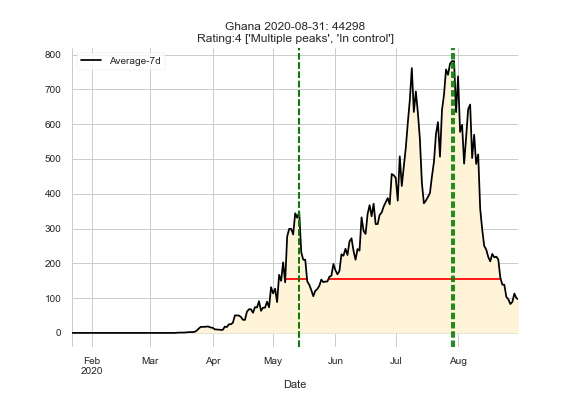 Ghana 2020-08-31: 44298
Rating:4 ['Multiple peaks', 'In control']
Average-7d
800
700
600
500
400
300
200
100
0
Feb Mar Apr May Jun Jul Aug
2020
Date